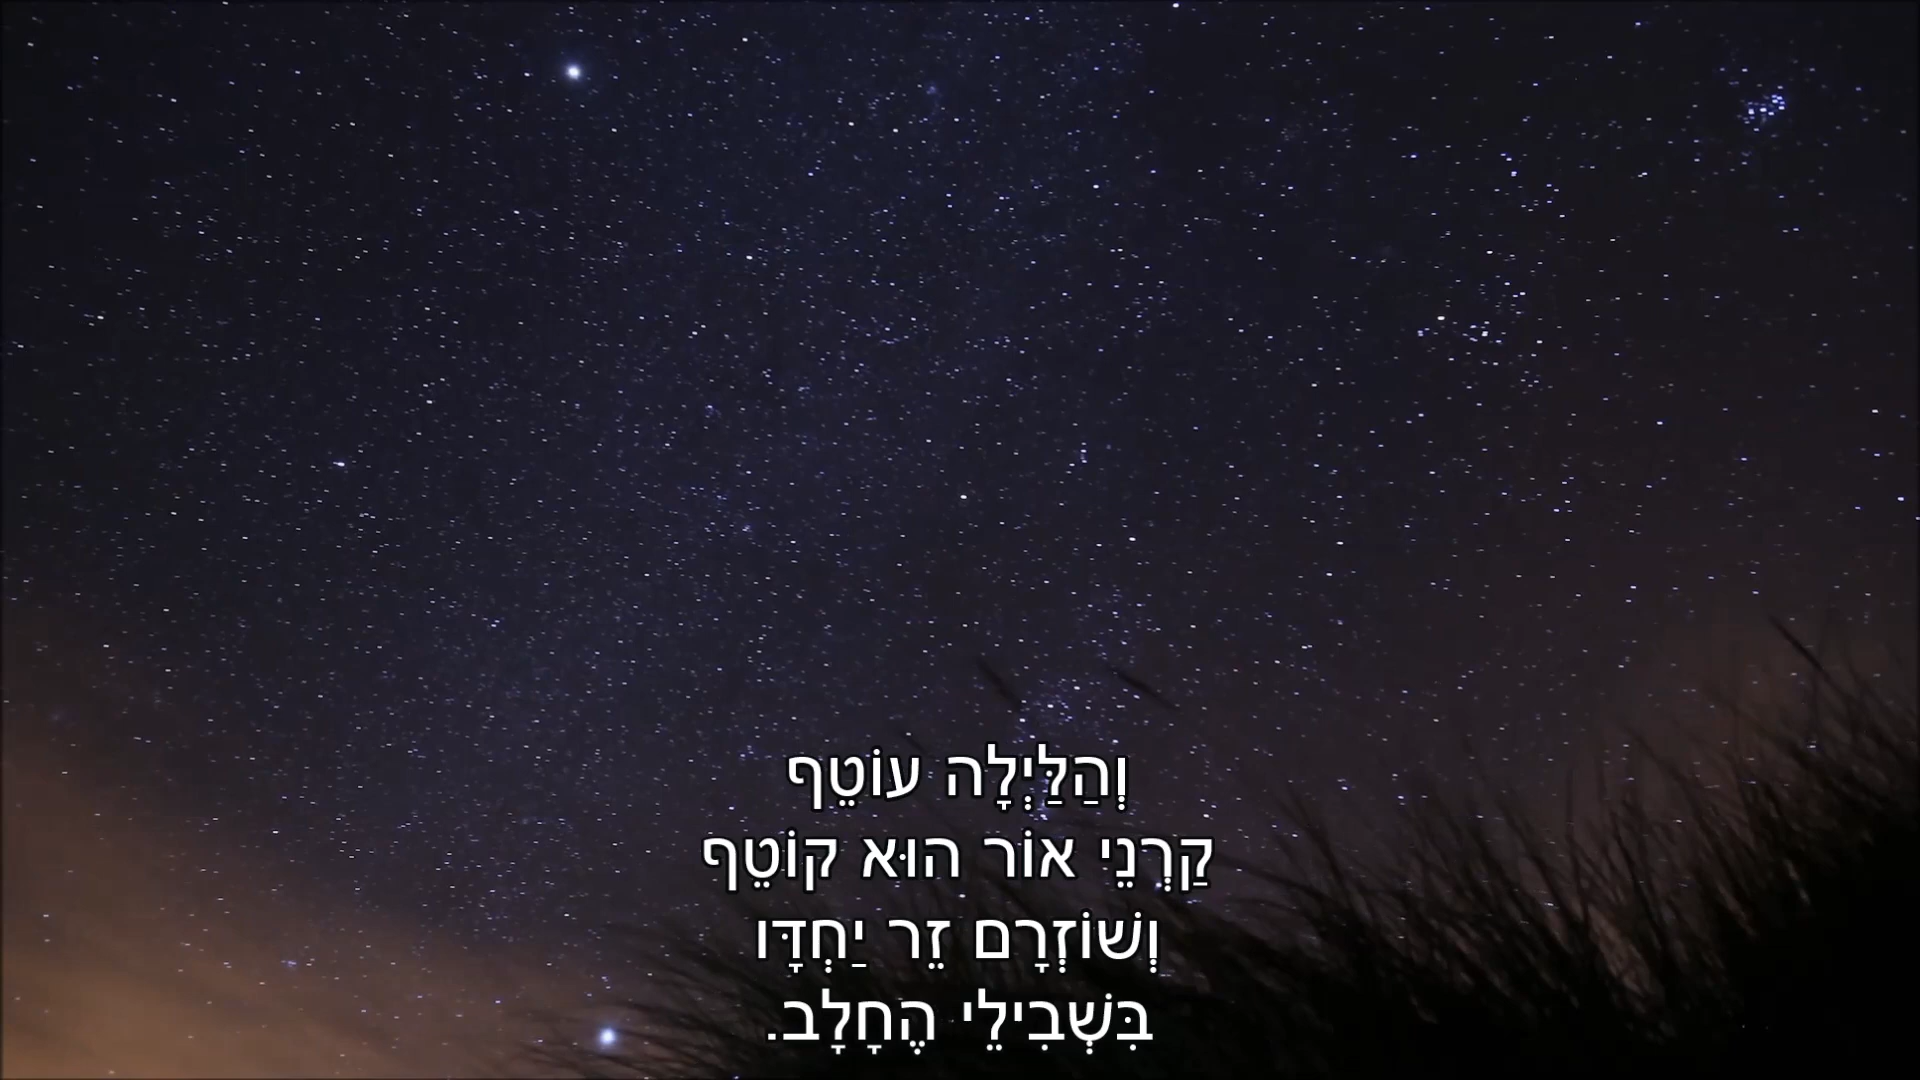 וְהַלַּיְלָה עוֹטֵף
קַרְנֵי אוֹר הוּא קוֹטֵף
וְשׁוֹזְרָם זֵר יַחְדָּו
בִּשְׁבִילֵי הֶחָלָב.